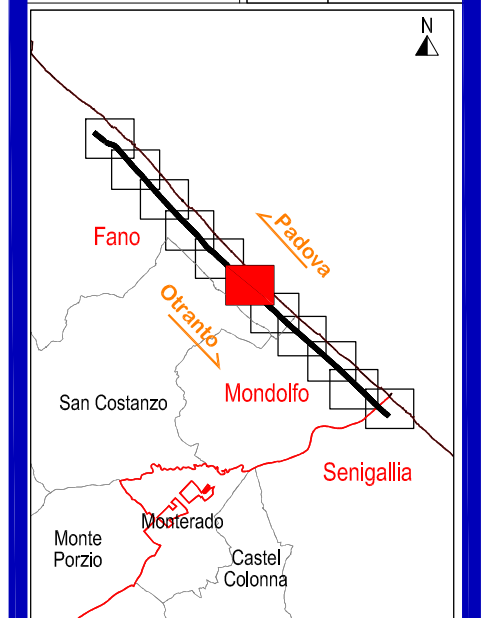 N
Padova
Fano
Otranto
Mondolfo
San Costanzo
Senigallia
Monterado
Monte
Porzio
Castel
Colonna